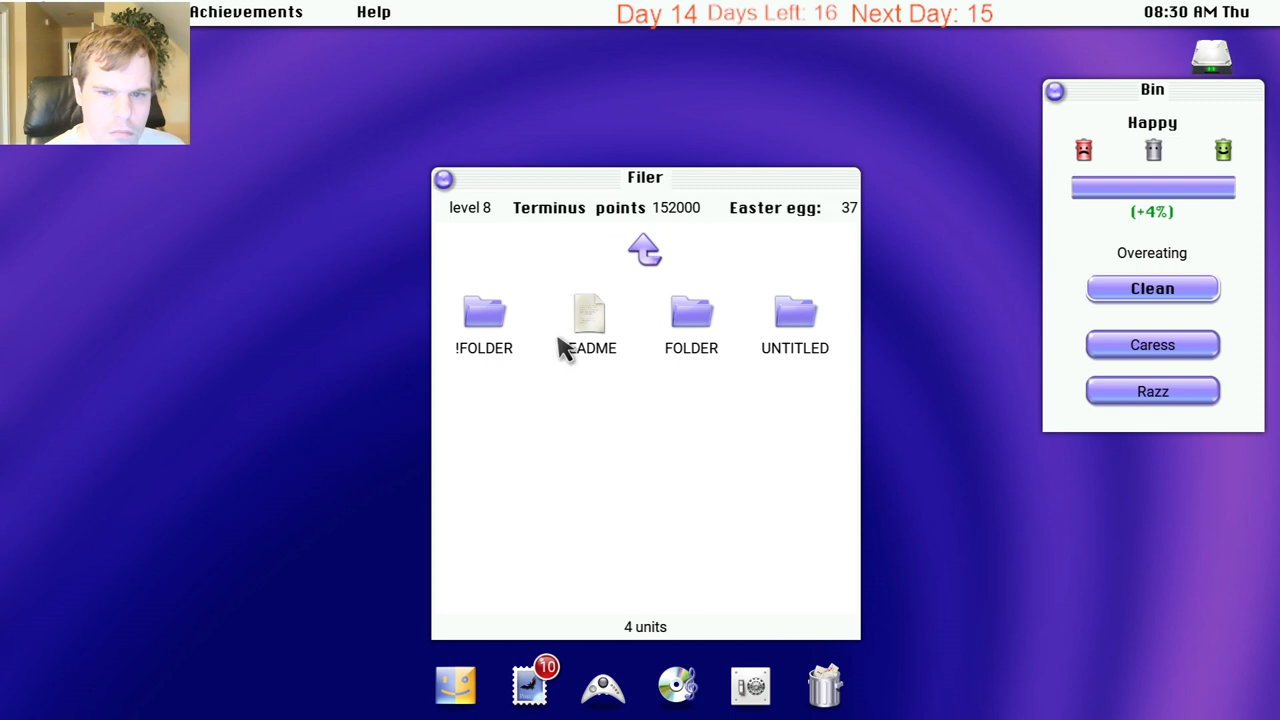 Achievements Help Day 14 Days Left: 16 Next Day: 15 08:30 AM Thu
Bin
Happy
(+4%)
Overeating
Clean
Caress
Razz
Filer
level 8 Terminus points 152000 Easter egg: 37
!FOLDER EADME FOLDER UNTITLED
4 units
10